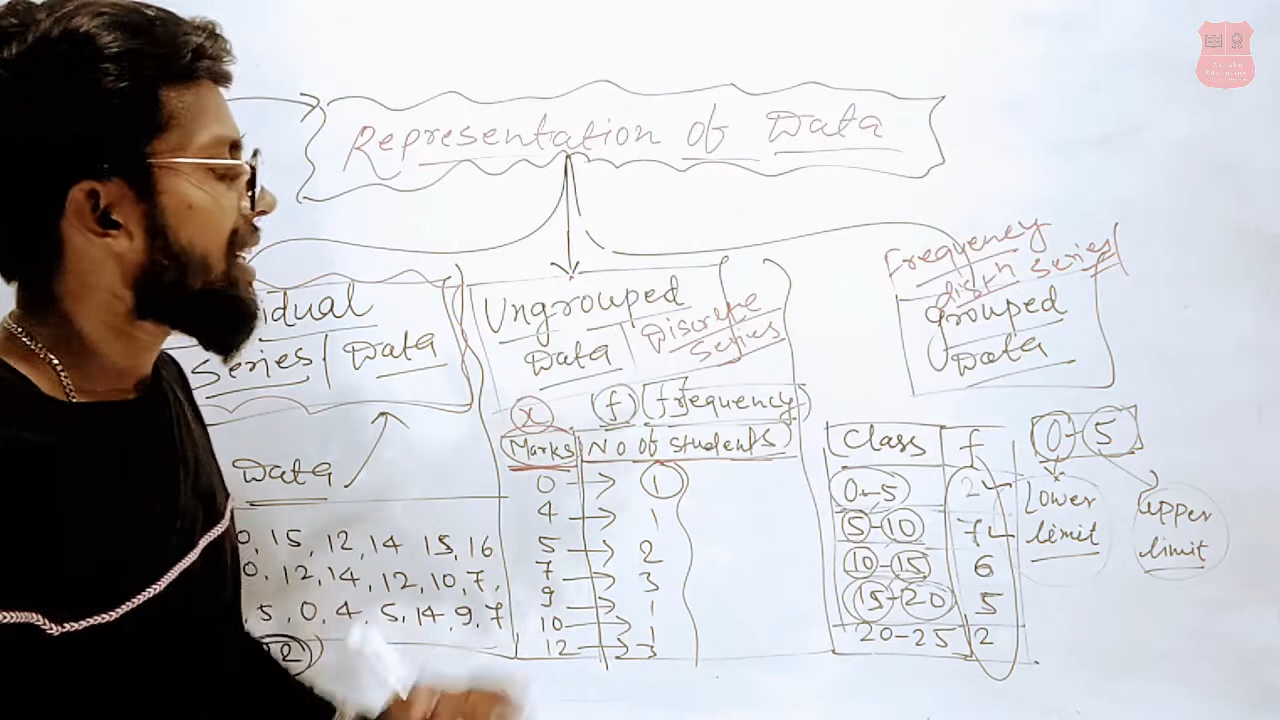 Education
Representation of Data
idual
Series | Data
Data
0, 15, 12, 14 15, 16
0, 12, 14, 12, 10, 7,
5, 0, 4, 5, 14, 9, 7
2
Ungrouped
Data | Discrete
Series
x f (frequency)
Marks No of students
0 → 1
4 → 1
5 → 2
7 → 3
9 → 1
10 → 1
12 → 3
Frequency
distn series/
Grouped
Data
Class f
0-5 2
5-10 7
10-15 6
15-20 5
20-25 2
0-5
Lower
limit
upper
limit